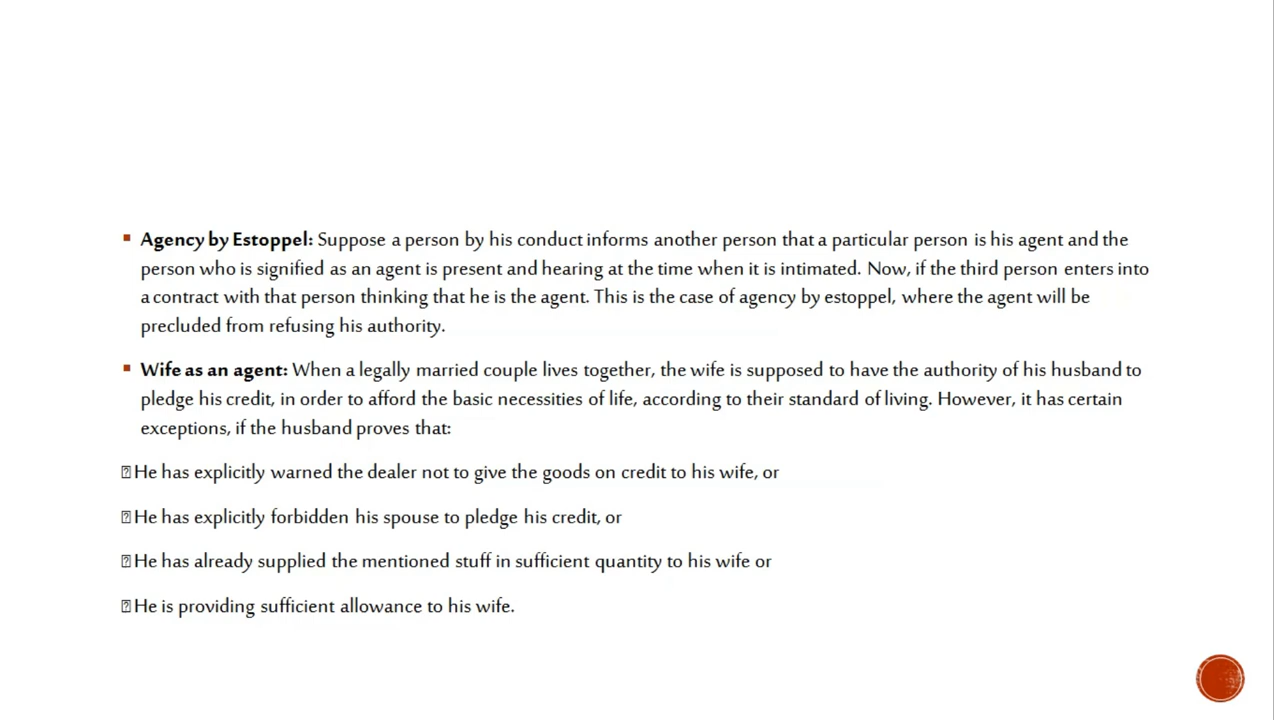 ▪ Agency by Estoppel: Suppose a person by his conduct informs another person that a particular person is his agent and the
person who is signified as an agent is present and hearing at the time when it is intimated. Now, if the third person enters into
a contract with that person thinking that he is the agent. This is the case of agency by estoppel, where the agent will be
precluded from refusing his authority.
▪ Wife as an agent: When a legally married couple lives together, the wife is supposed to have the authority of his husband to
pledge his credit, in order to afford the basic necessities of life, according to their standard of living. However, it has certain
exceptions, if the husband proves that:
⍰ He has explicitly warned the dealer not to give the goods on credit to his wife, or
⍰ He has explicitly forbidden his spouse to pledge his credit, or
⍰ He has already supplied the mentioned stuff in sufficient quantity to his wife or
⍰ He is providing sufficient allowance to his wife.